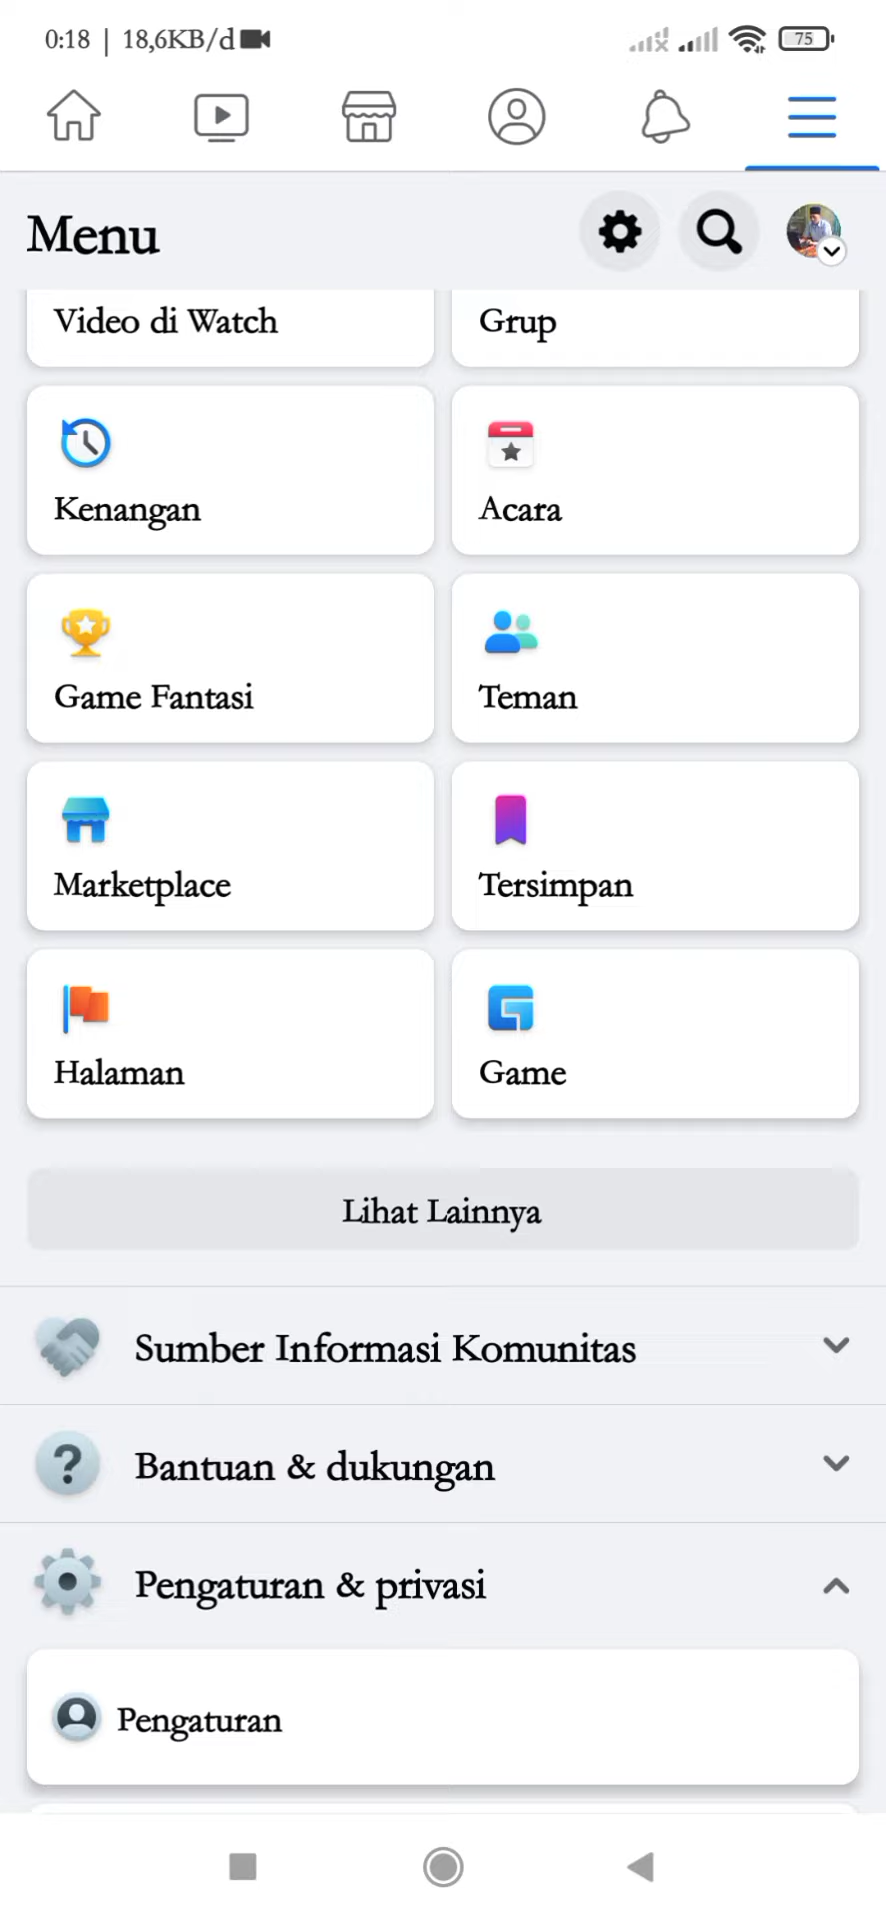 0:18 | 18,6KB/d
75
Menu
Video di Watch
Grup
Kenangan
Acara
Game Fantasi
Teman
Marketplace
Tersimpan
Halaman
Game
Lihat Lainnya
Sumber Informasi Komunitas
Bantuan & dukungan
Pengaturan & privasi
Pengaturan